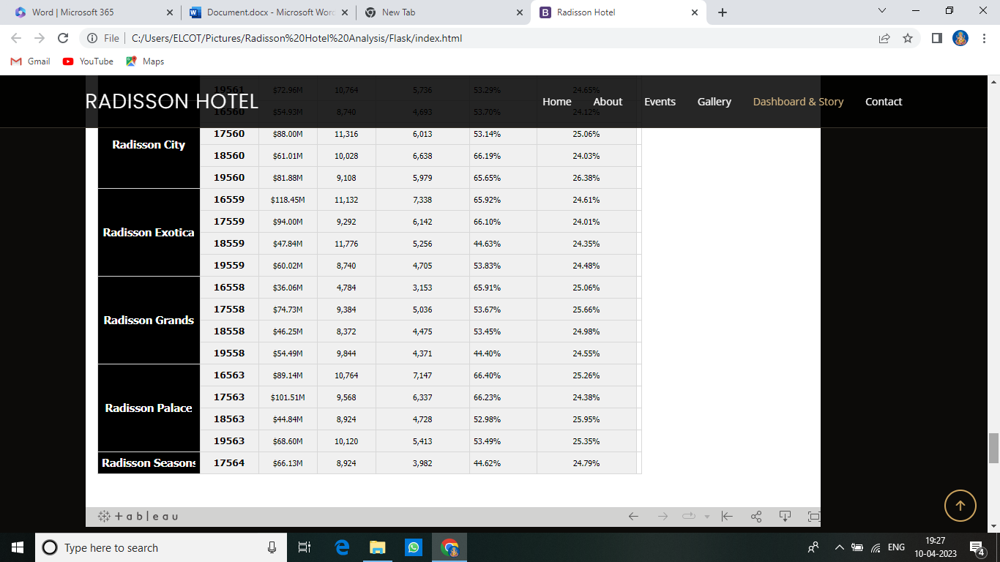 Word | Microsoft 365
Document.docx - Microsoft Word
New Tab
Radisson Hotel
File C:/Users/ELCOT/Pictures/Radisson%20Hotel%20Analysis/Flask/index.html
Gmail YouTube Maps
RADISSON HOTEL Home About Events Gallery Dashboard & Story Contact
19561 $72.96M 10,764 5,736 53.29% 24.65%
16560 $54.93M 8,740 4,693 53.70% 24.12%
Radisson City
17560 $88.00M 11,316 6,013 53.14% 25.06%
18560 $61.01M 10,028 6,638 66.19% 24.03%
19560 $81.88M 9,108 5,979 65.65% 26.38%
Radisson Exotica
16559 $118.45M 11,132 7,338 65.92% 24.61%
17559 $94.00M 9,292 6,142 66.10% 24.01%
18559 $47.84M 11,776 5,256 44.63% 24.35%
19559 $60.02M 8,740 4,705 53.83% 24.48%
Radisson Grands
16558 $36.06M 4,784 3,153 65.91% 25.06%
17558 $74.73M 9,384 5,036 53.67% 25.66%
18558 $46.25M 8,372 4,475 53.45% 24.98%
19558 $54.49M 9,844 4,371 44.40% 24.55%
Radisson Palace
16563 $89.14M 10,764 7,147 66.40% 25.26%
17563 $101.51M 9,568 6,337 66.23% 24.38%
18563 $44.84M 8,924 4,728 52.98% 25.95%
19563 $68.60M 10,120 5,413 53.49% 25.35%
Radisson Seasons 17564 $66.13M 8,924 3,982 44.62% 24.79%
+ableau
Type here to search
ENG
19:27
10-04-2023
4